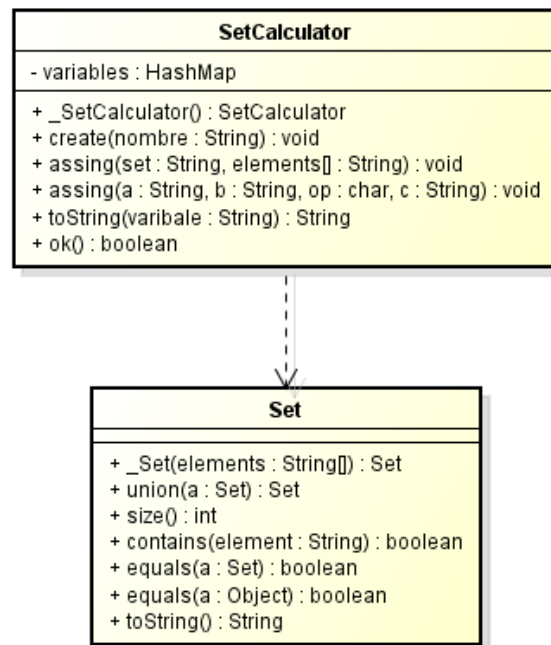 SetCalculator
- variables : HashMap
+ _SetCalculator() : SetCalculator
+ create(nombre : String) : void
+ assing(set : String, elements[] : String) : void
+ assing(a : String, b : String, op : char, c : String) : void
+ toString(varibale : String) : String
+ ok() : boolean
Set
+ _Set(elements : String[]) : Set
+ union(a : Set) : Set
+ size() : int
+ contains(element : String) : boolean
+ equals(a : Set) : boolean
+ equals(a : Object) : boolean
+ toString() : String